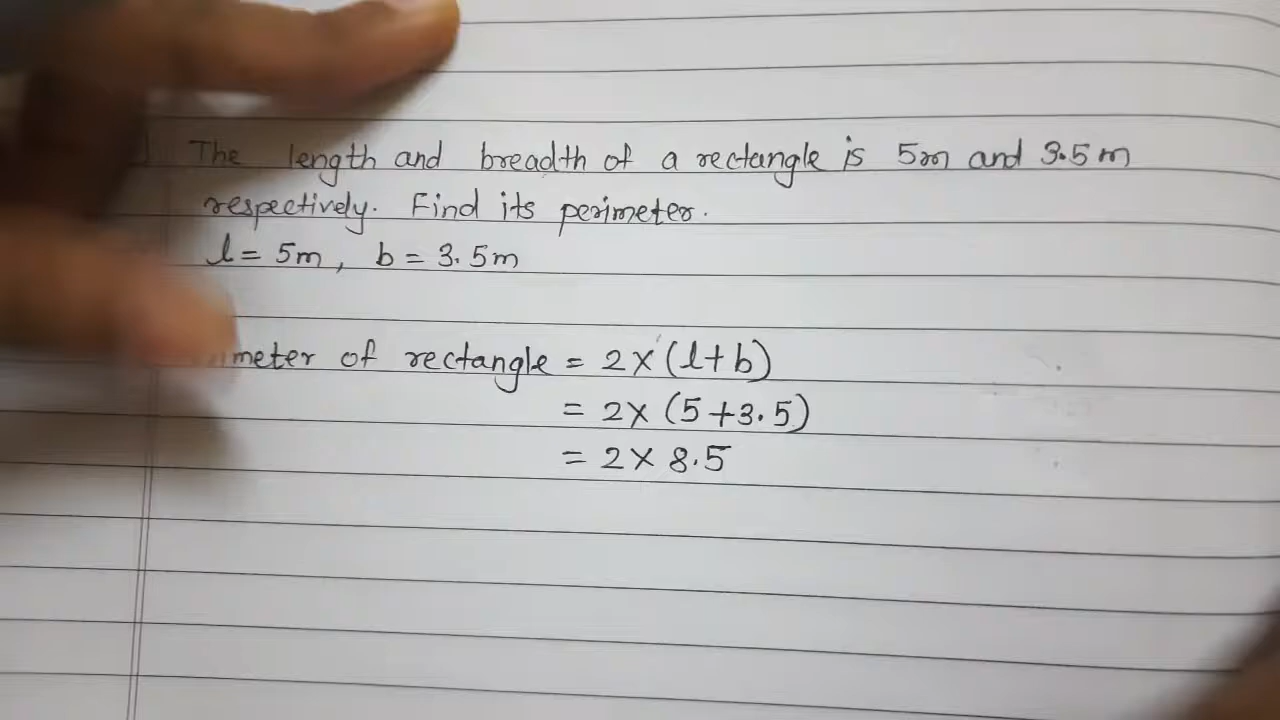 The length and breadth of a rectangle is 5m and 3.5m
respectively. Find its perimeter.
l = 5m, b = 3.5m
meter of rectangle = 2×(l+b)
= 2×(5+3.5)
= 2×8.5